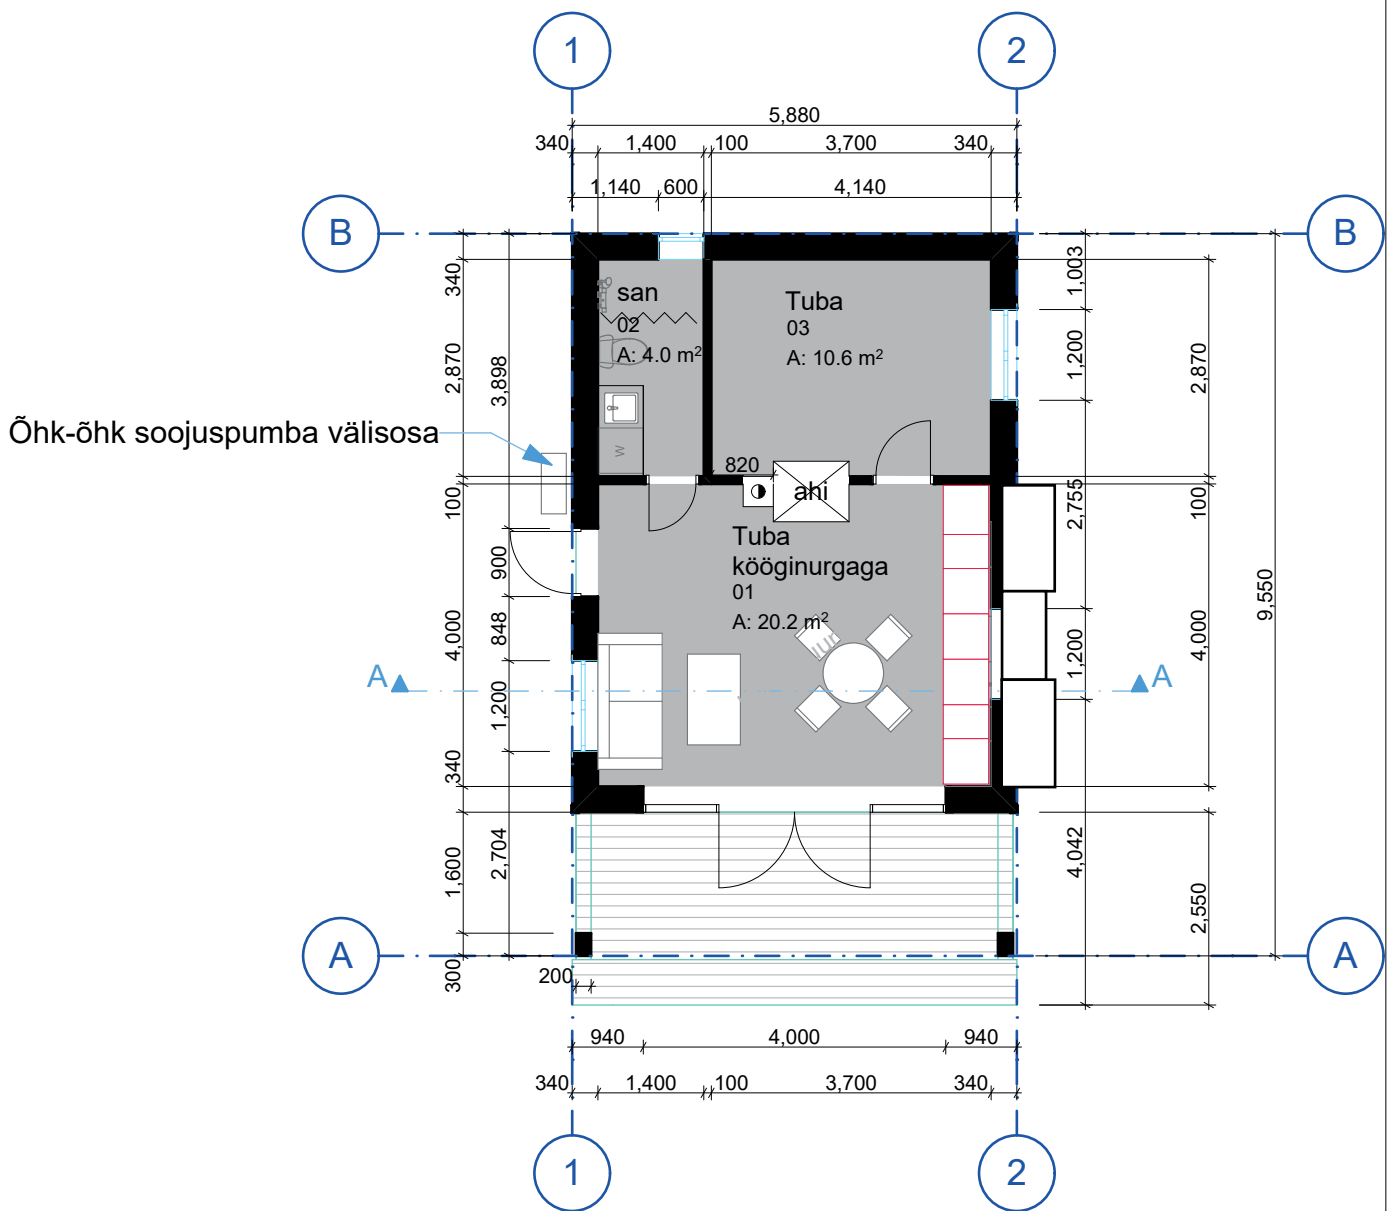 1
2
5,880
340 1,400 100 3,700 340
1,140 600 4,140
B
B
340
2,870
3,898
san
02
A: 4.0 m²
Tuba
03
A: 10.6 m²
1,003
1,200
2,870
Õhk-õhk soojuspumba välisosa
W
820
ahi
100
2,755
100
900
Tuba
kööginurgaga
01
A: 20.2 m²
9,550
4,000
848
4,000
1,200
A
A
1,200
340
1,600
2,704
4,042
2,550
A
A
300
200
940 4,000 940
340 1,400 100 3,700 340
1
2